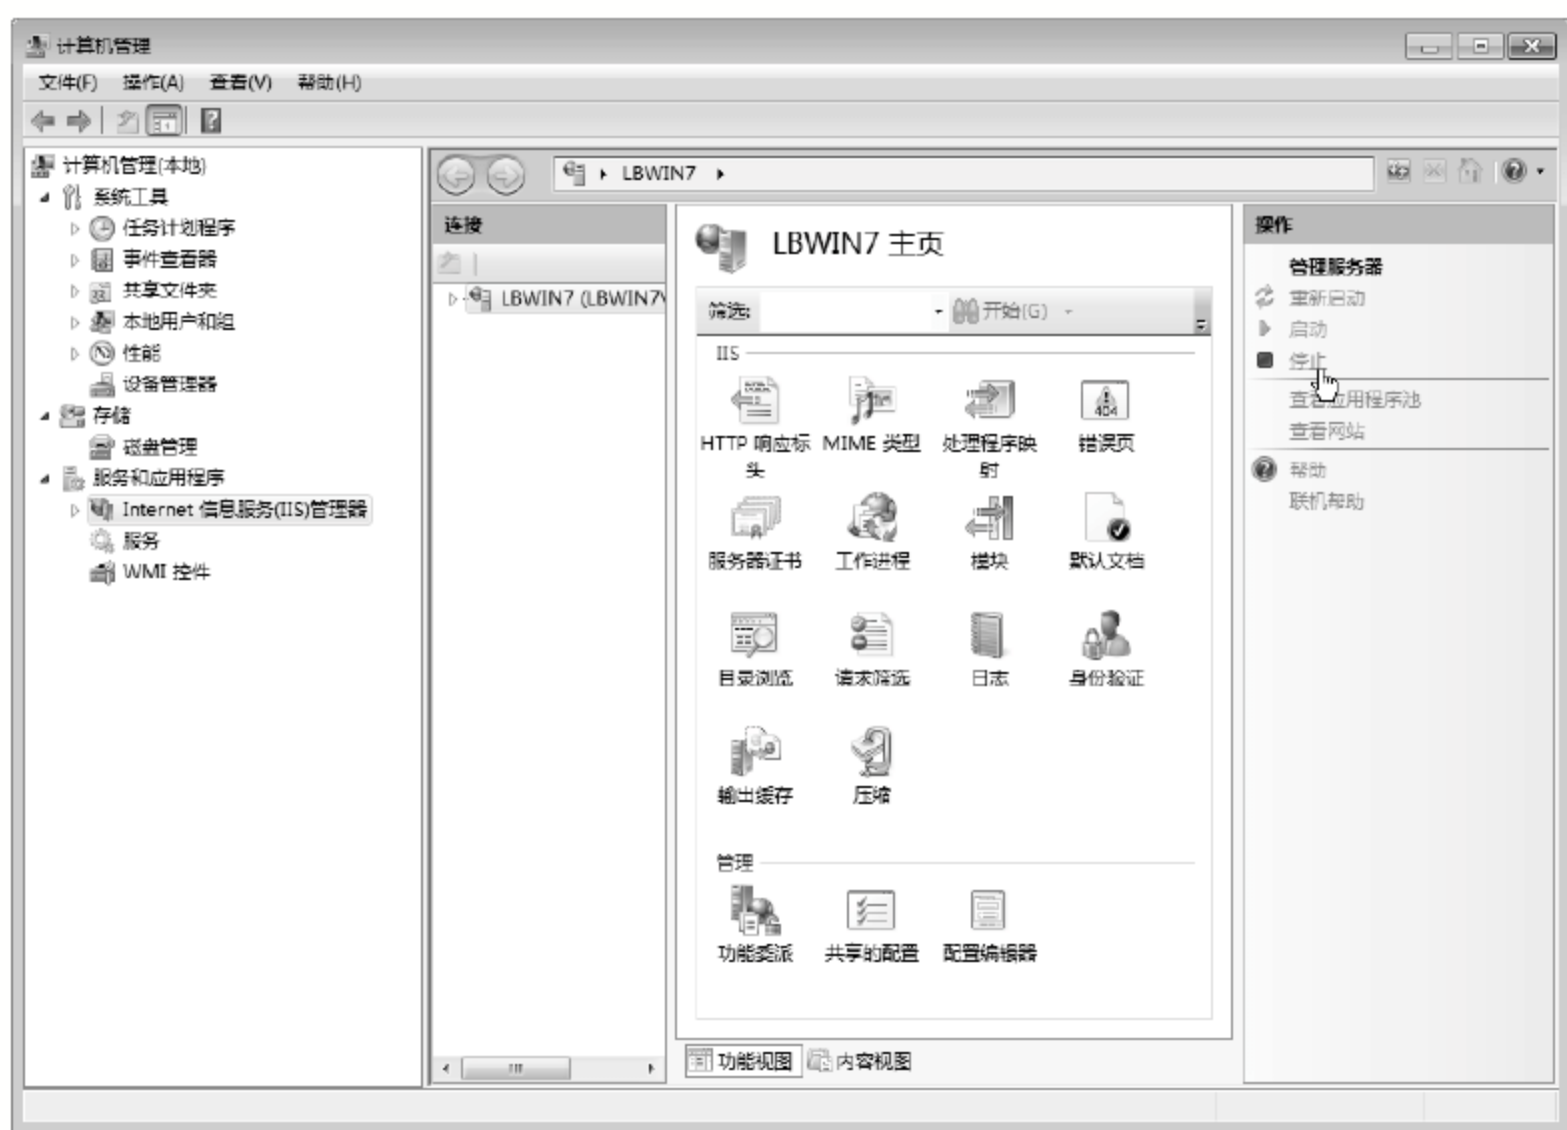 计算机管理
文件(F) 操作(A) 查看(V) 帮助(H)
计算机管理(本地)
系统工具
任务计划程序
事件查看器
共享文件夹
本地用户和组
性能
设备管理器
存储
磁盘管理
服务和应用程序
Internet 信息服务(IIS)管理器
服务
WMI 控件
LBWIN7
连接
LBWIN7 (LBWIN7\
LBWIN7 主页
筛选: 开始(G)
IIS
HTTP 响应标头
MIME 类型
处理程序映射
错误页
服务器证书
工作进程
模块
默认文档
目录浏览
请求筛选
日志
身份验证
输出缓存
压缩
管理
功能委派
共享的配置
配置编辑器
功能视图 内容视图
操作
管理服务器
重新启动
启动
停止
查看应用程序池
查看网站
帮助
联机帮助